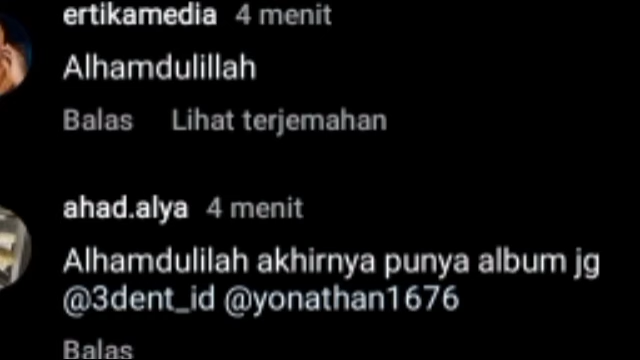 ertikamedia 4 menit
Alhamdulillah
Balas Lihat terjemahan
ahad.alya 4 menit
Alhamdulilah akhirnya punya album jg
@3dent_id @yonathan1676
Balas